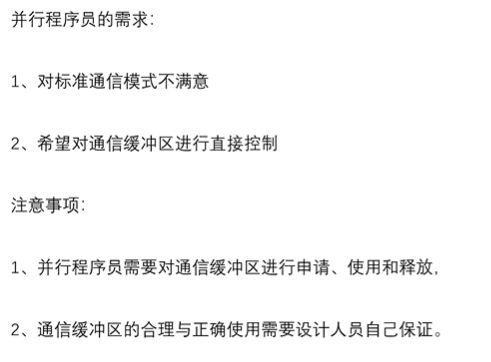 并行程序员的需求：
1、对标准通信模式不满意
2、希望对通信缓冲区进行直接控制
注意事项：
1、并行程序员需要对通信缓冲区进行申请、使用和释放,
2、通信缓冲区的合理与正确使用需要设计人员自己保证。